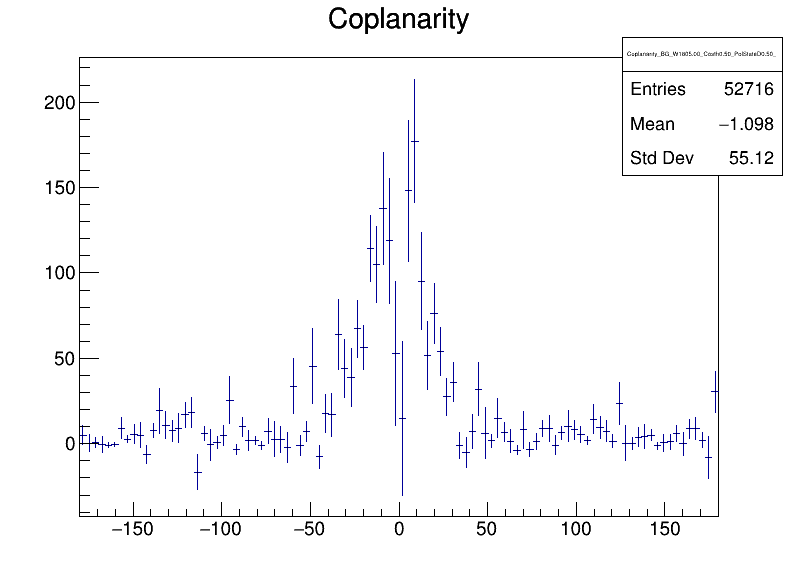 Coplanarity
Coplanarity_BG_W1805.00_Costh0.50_PolStateD0.50_
Entries 52716
Mean −1.098
Std Dev 55.12
200
150
100
50
0
−150 −100 −50 0 50 100 150